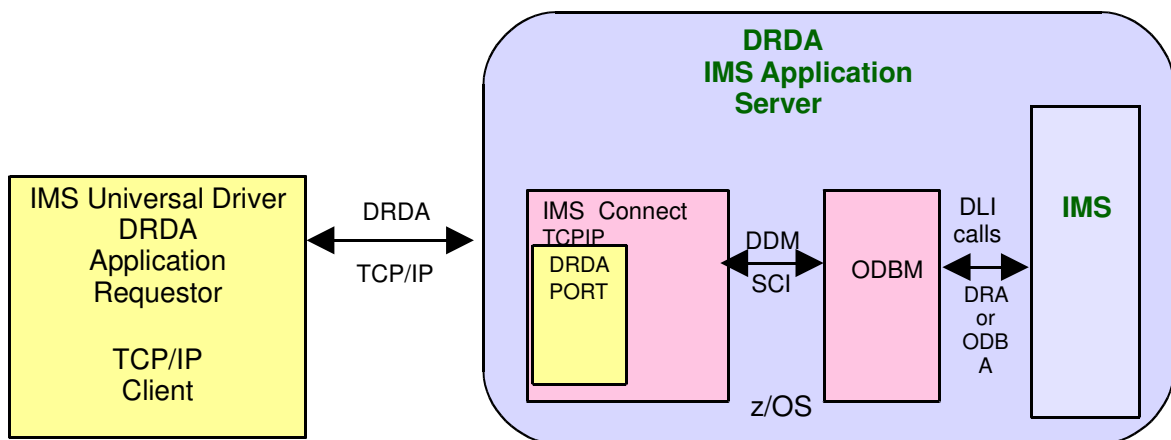 DRDA
IMS Application
Server
IMS Universal Driver
DRDA
Application
Requestor
TCP/IP
Client
DRDA
TCP/IP
IMS Connect
TCPIP
DRDA
PORT
DDM
SCI
ODBM
DLI
calls
DRA
or
ODB
A
IMS
z/OS